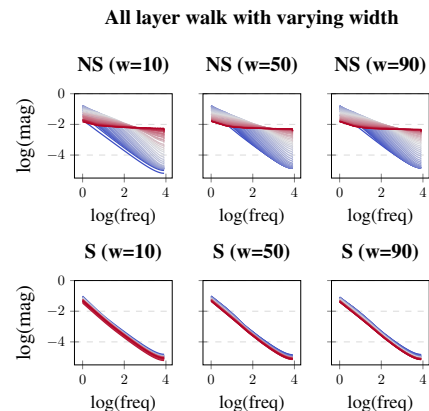 All layer walk with varying width
NS (w=10) NS (w=50) NS (w=90)
0
−2
−4
log(mag)
0 2 4 0 2 4 0 2 4
log(freq) log(freq) log(freq)
S (w=10) S (w=50) S (w=90)
0
−2
−4
log(mag)
0 2 4 0 2 4 0 2 4
log(freq) log(freq) log(freq)